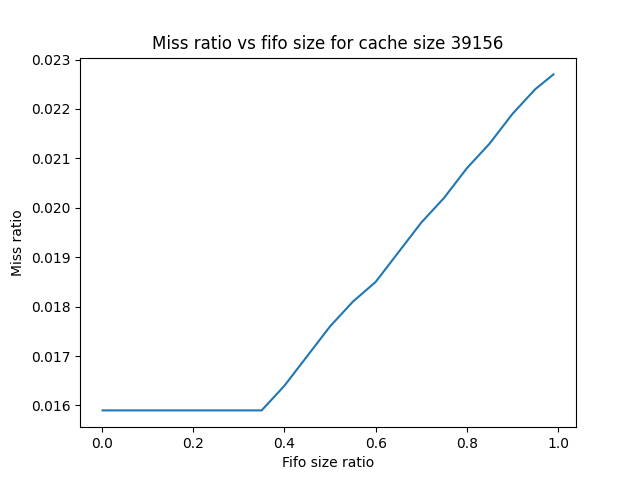 Miss ratio vs fifo size for cache size 39156
0.023
0.022
0.021
0.020
0.019
0.018
0.017
0.016
Miss ratio
0.0 0.2 0.4 0.6 0.8 1.0
Fifo size ratio